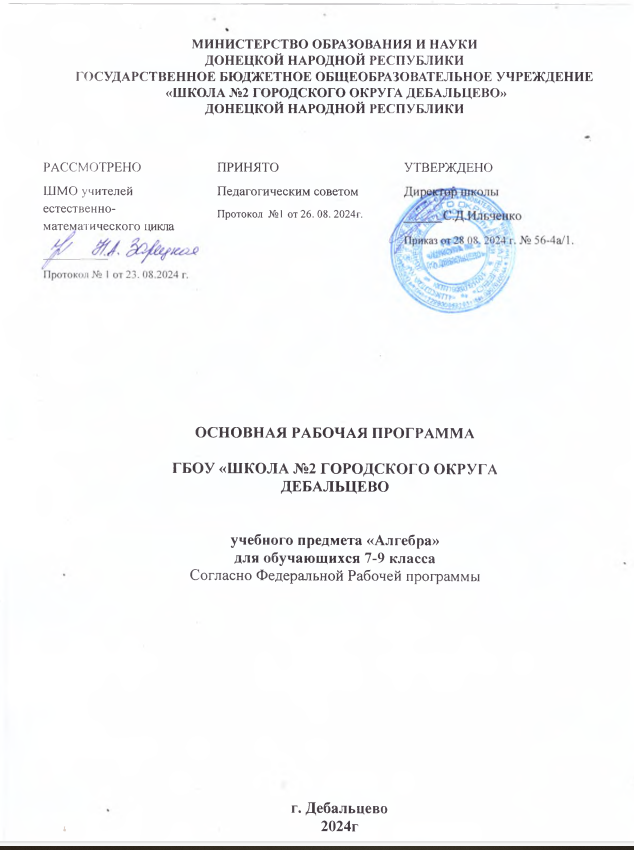 МИНИСТЕРСТВО ОБРАЗОВАНИЯ И НАУКИ
ДОНЕЦКОЙ НАРОДНОЙ РЕСПУБЛИКИ
ГОСУДАРСТВЕННОЕ БЮДЖЕТНОЕ ОБЩЕОБРАЗОВАТЕЛЬНОЕ УЧРЕЖДЕНИЕ
«ШКОЛА №2 ГОРОДСКОГО ОКРУГА ДЕБАЛЬЦЕВО»
ДОНЕЦКОЙ НАРОДНОЙ РЕСПУБЛИКИ
РАССМОТРЕНО
ШМО учителей
естественно-
математического цикла
Н.А. Зарецкая
Протокол № 1 от 23. 08.2024 г.
ПРИНЯТО
Педагогическим советом
Протокол №1 от 26. 08. 2024г.
УТВЕРЖДЕНО
Директор школы
С.Д.Ильченко
Приказ от 28 08. 2024 г. № 56-4а/1.
ОСНОВНАЯ РАБОЧАЯ ПРОГРАММА
ГБОУ «ШКОЛА №2 ГОРОДСКОГО ОКРУГА
ДЕБАЛЬЦЕВО
учебного предмета «Алгебра»
для обучающихся 7-9 класса
Согласно Федеральной Рабочей программы
г. Дебальцево
2024г